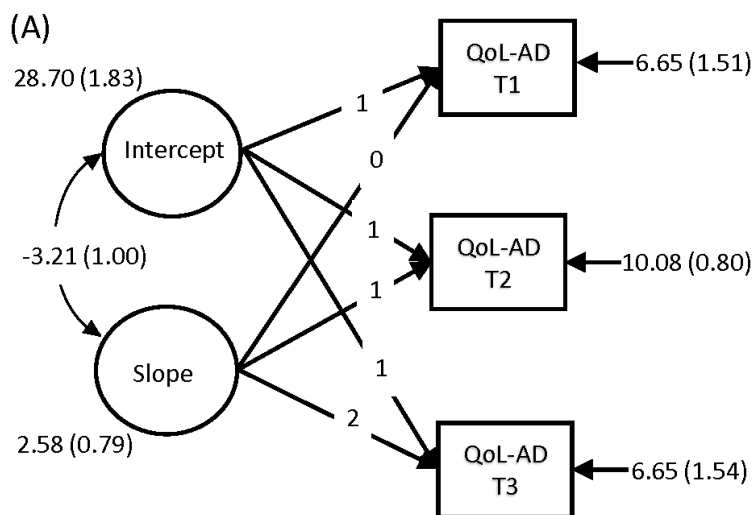 (A)
28.70 (1.83)
Intercept
-3.21 (1.00)
Slope
2.58 (0.79)
1
0
1
1
1
2
QoL-AD
T1
6.65 (1.51)
QoL-AD
T2
10.08 (0.80)
QoL-AD
T3
6.65 (1.54)